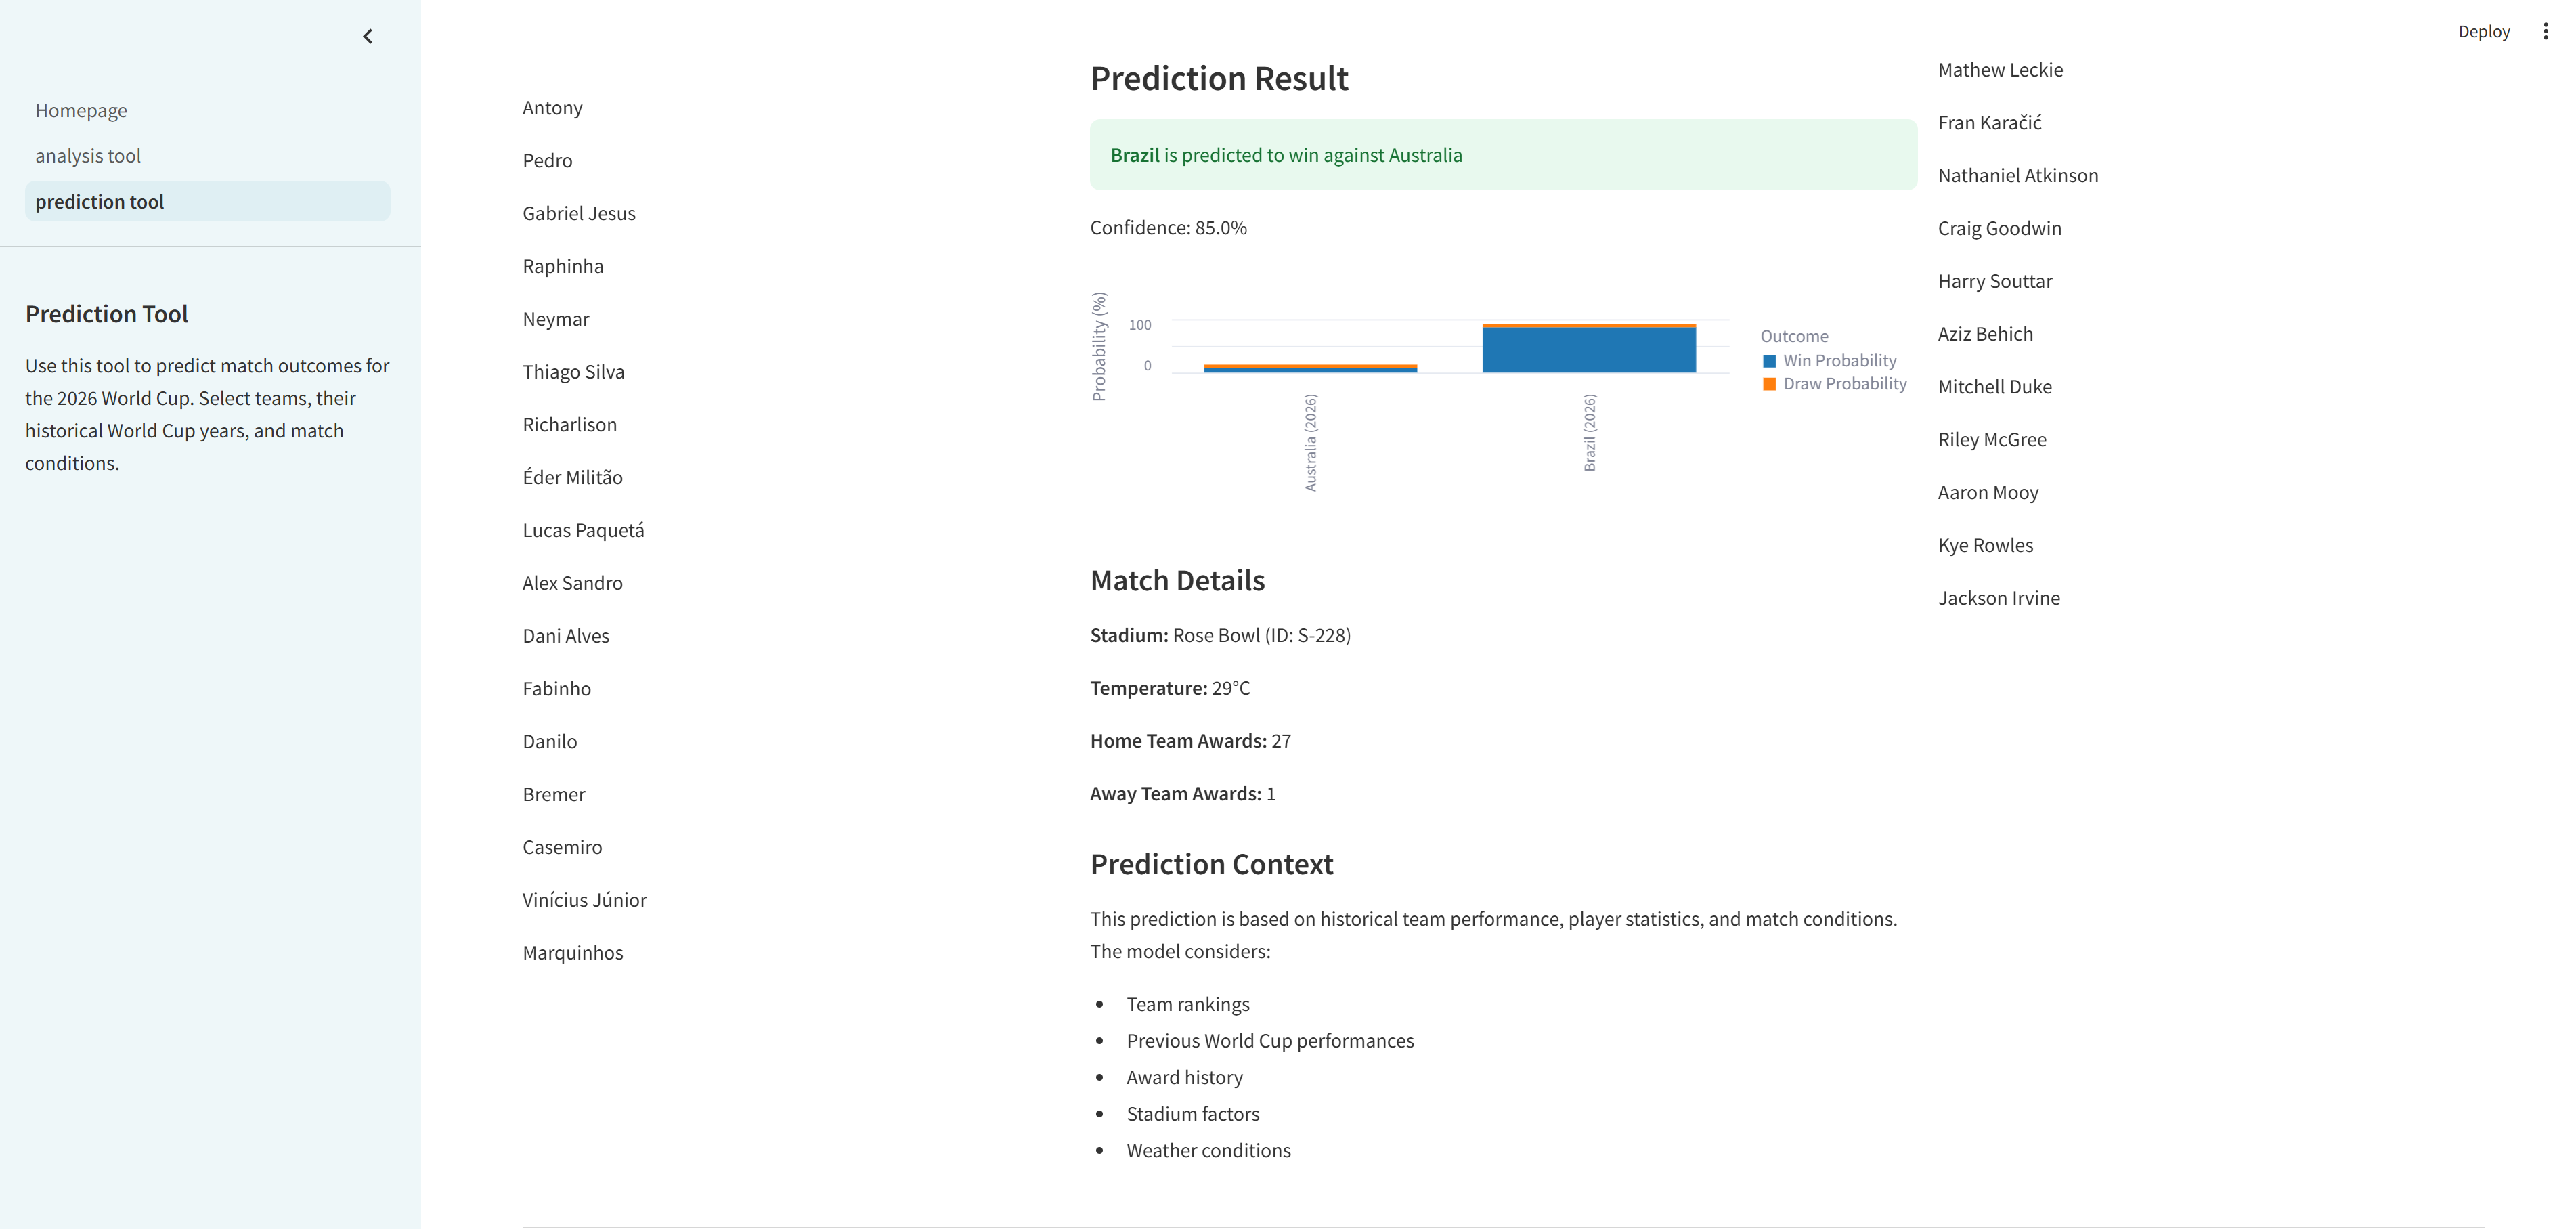 Deploy
Homepage
analysis tool
prediction tool
Prediction Tool
Use this tool to predict match outcomes for
the 2026 World Cup. Select teams, their
historical World Cup years, and match
conditions.
Antony
Pedro
Gabriel Jesus
Raphinha
Neymar
Thiago Silva
Richarlison
Éder Militão
Lucas Paquetá
Alex Sandro
Dani Alves
Fabinho
Danilo
Bremer
Casemiro
Vinícius Júnior
Marquinhos
Prediction Result
Brazil is predicted to win against Australia
Confidence: 85.0%
Probability (%)
100
0
Australia (2026)
Brazil (2026)
Outcome
Win Probability
Draw Probability
Match Details
Stadium: Rose Bowl (ID: S-228)
Temperature: 29°C
Home Team Awards: 27
Away Team Awards: 1
Prediction Context
This prediction is based on historical team performance, player statistics, and match conditions.
The model considers:
• Team rankings
• Previous World Cup performances
• Award history
• Stadium factors
• Weather conditions
Mathew Leckie
Fran Karačić
Nathaniel Atkinson
Craig Goodwin
Harry Souttar
Aziz Behich
Mitchell Duke
Riley McGree
Aaron Mooy
Kye Rowles
Jackson Irvine